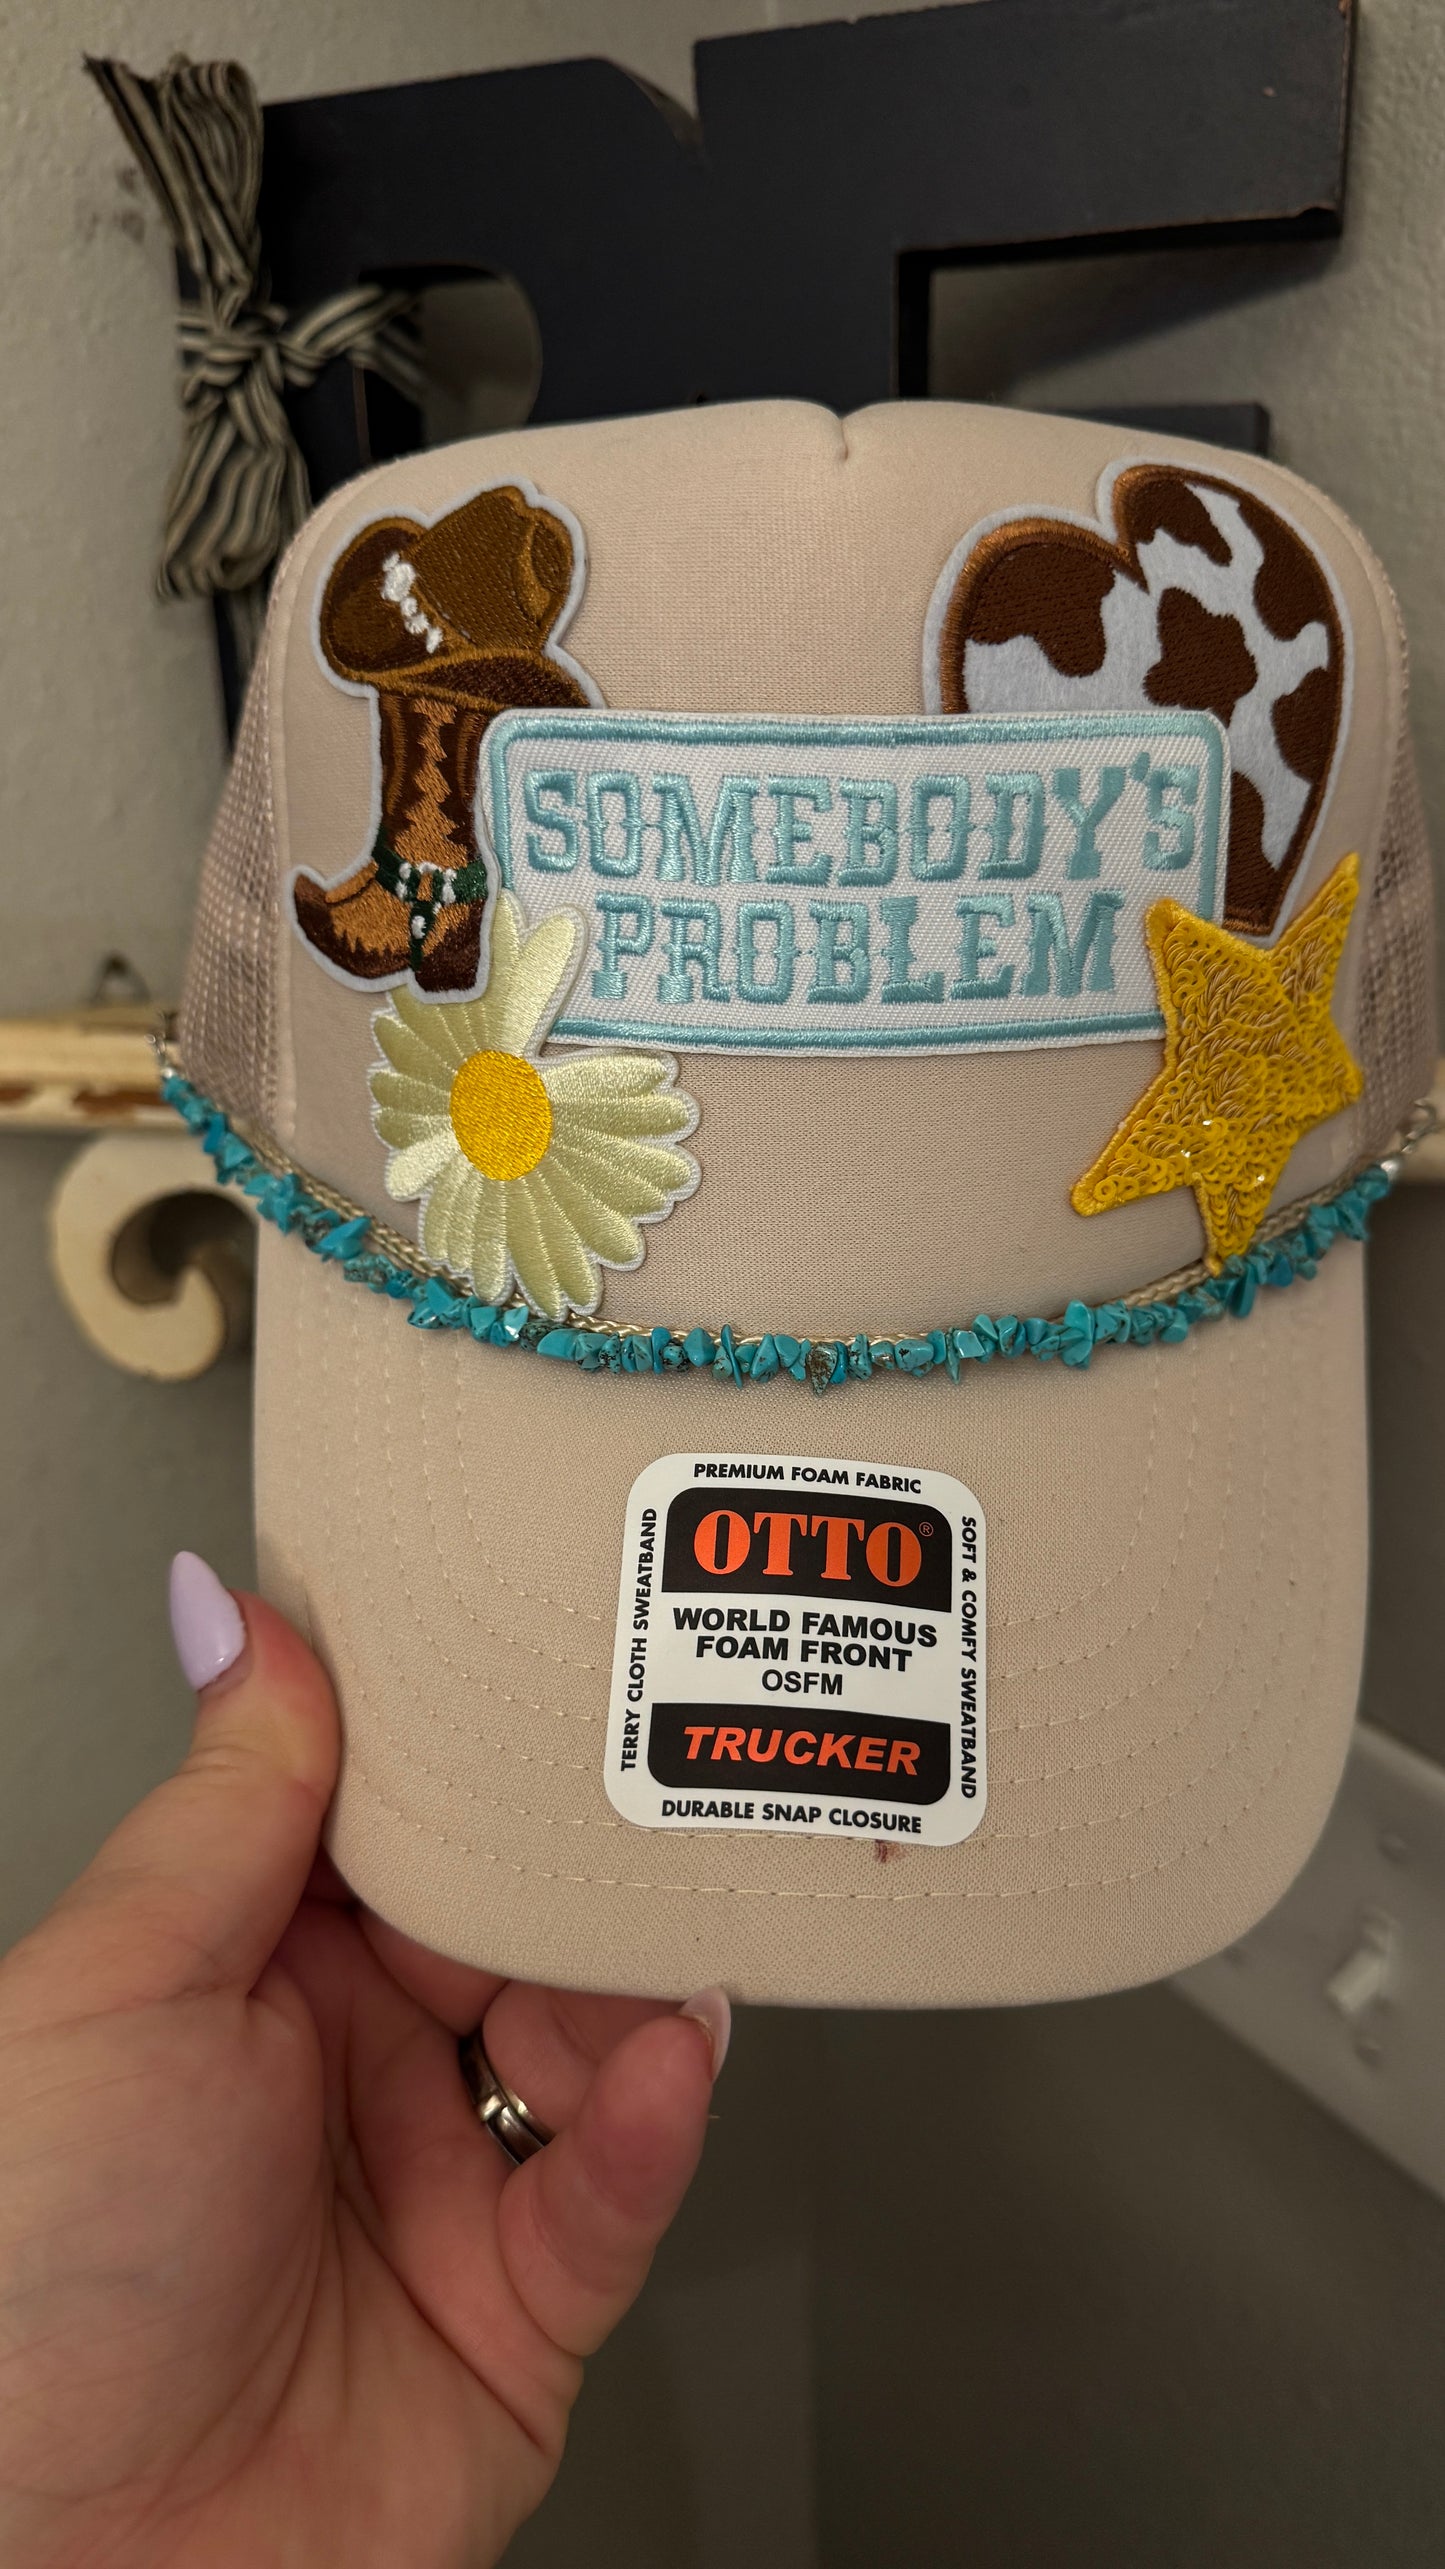 SOMEBODY'S
PROBLEM
PREMIUM FOAM FABRIC
OTTO®
WORLD FAMOUS
FOAM FRONT
OSFM
TRUCKER
DURABLE SNAP CLOSURE
TERRY CLOTH SWEATBAND
SOFT & COMFY SWEATBAND